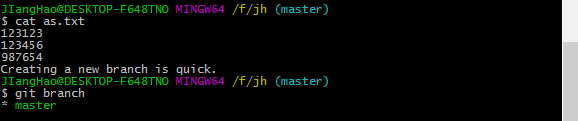 JIangHao@DESKTOP-F648TNO MINGW64 /f/jh (master)
$ cat as.txt
123123
123456
987654
Creating a new branch is quick.
JIangHao@DESKTOP-F648TNO MINGW64 /f/jh (master)
$ git branch
* master